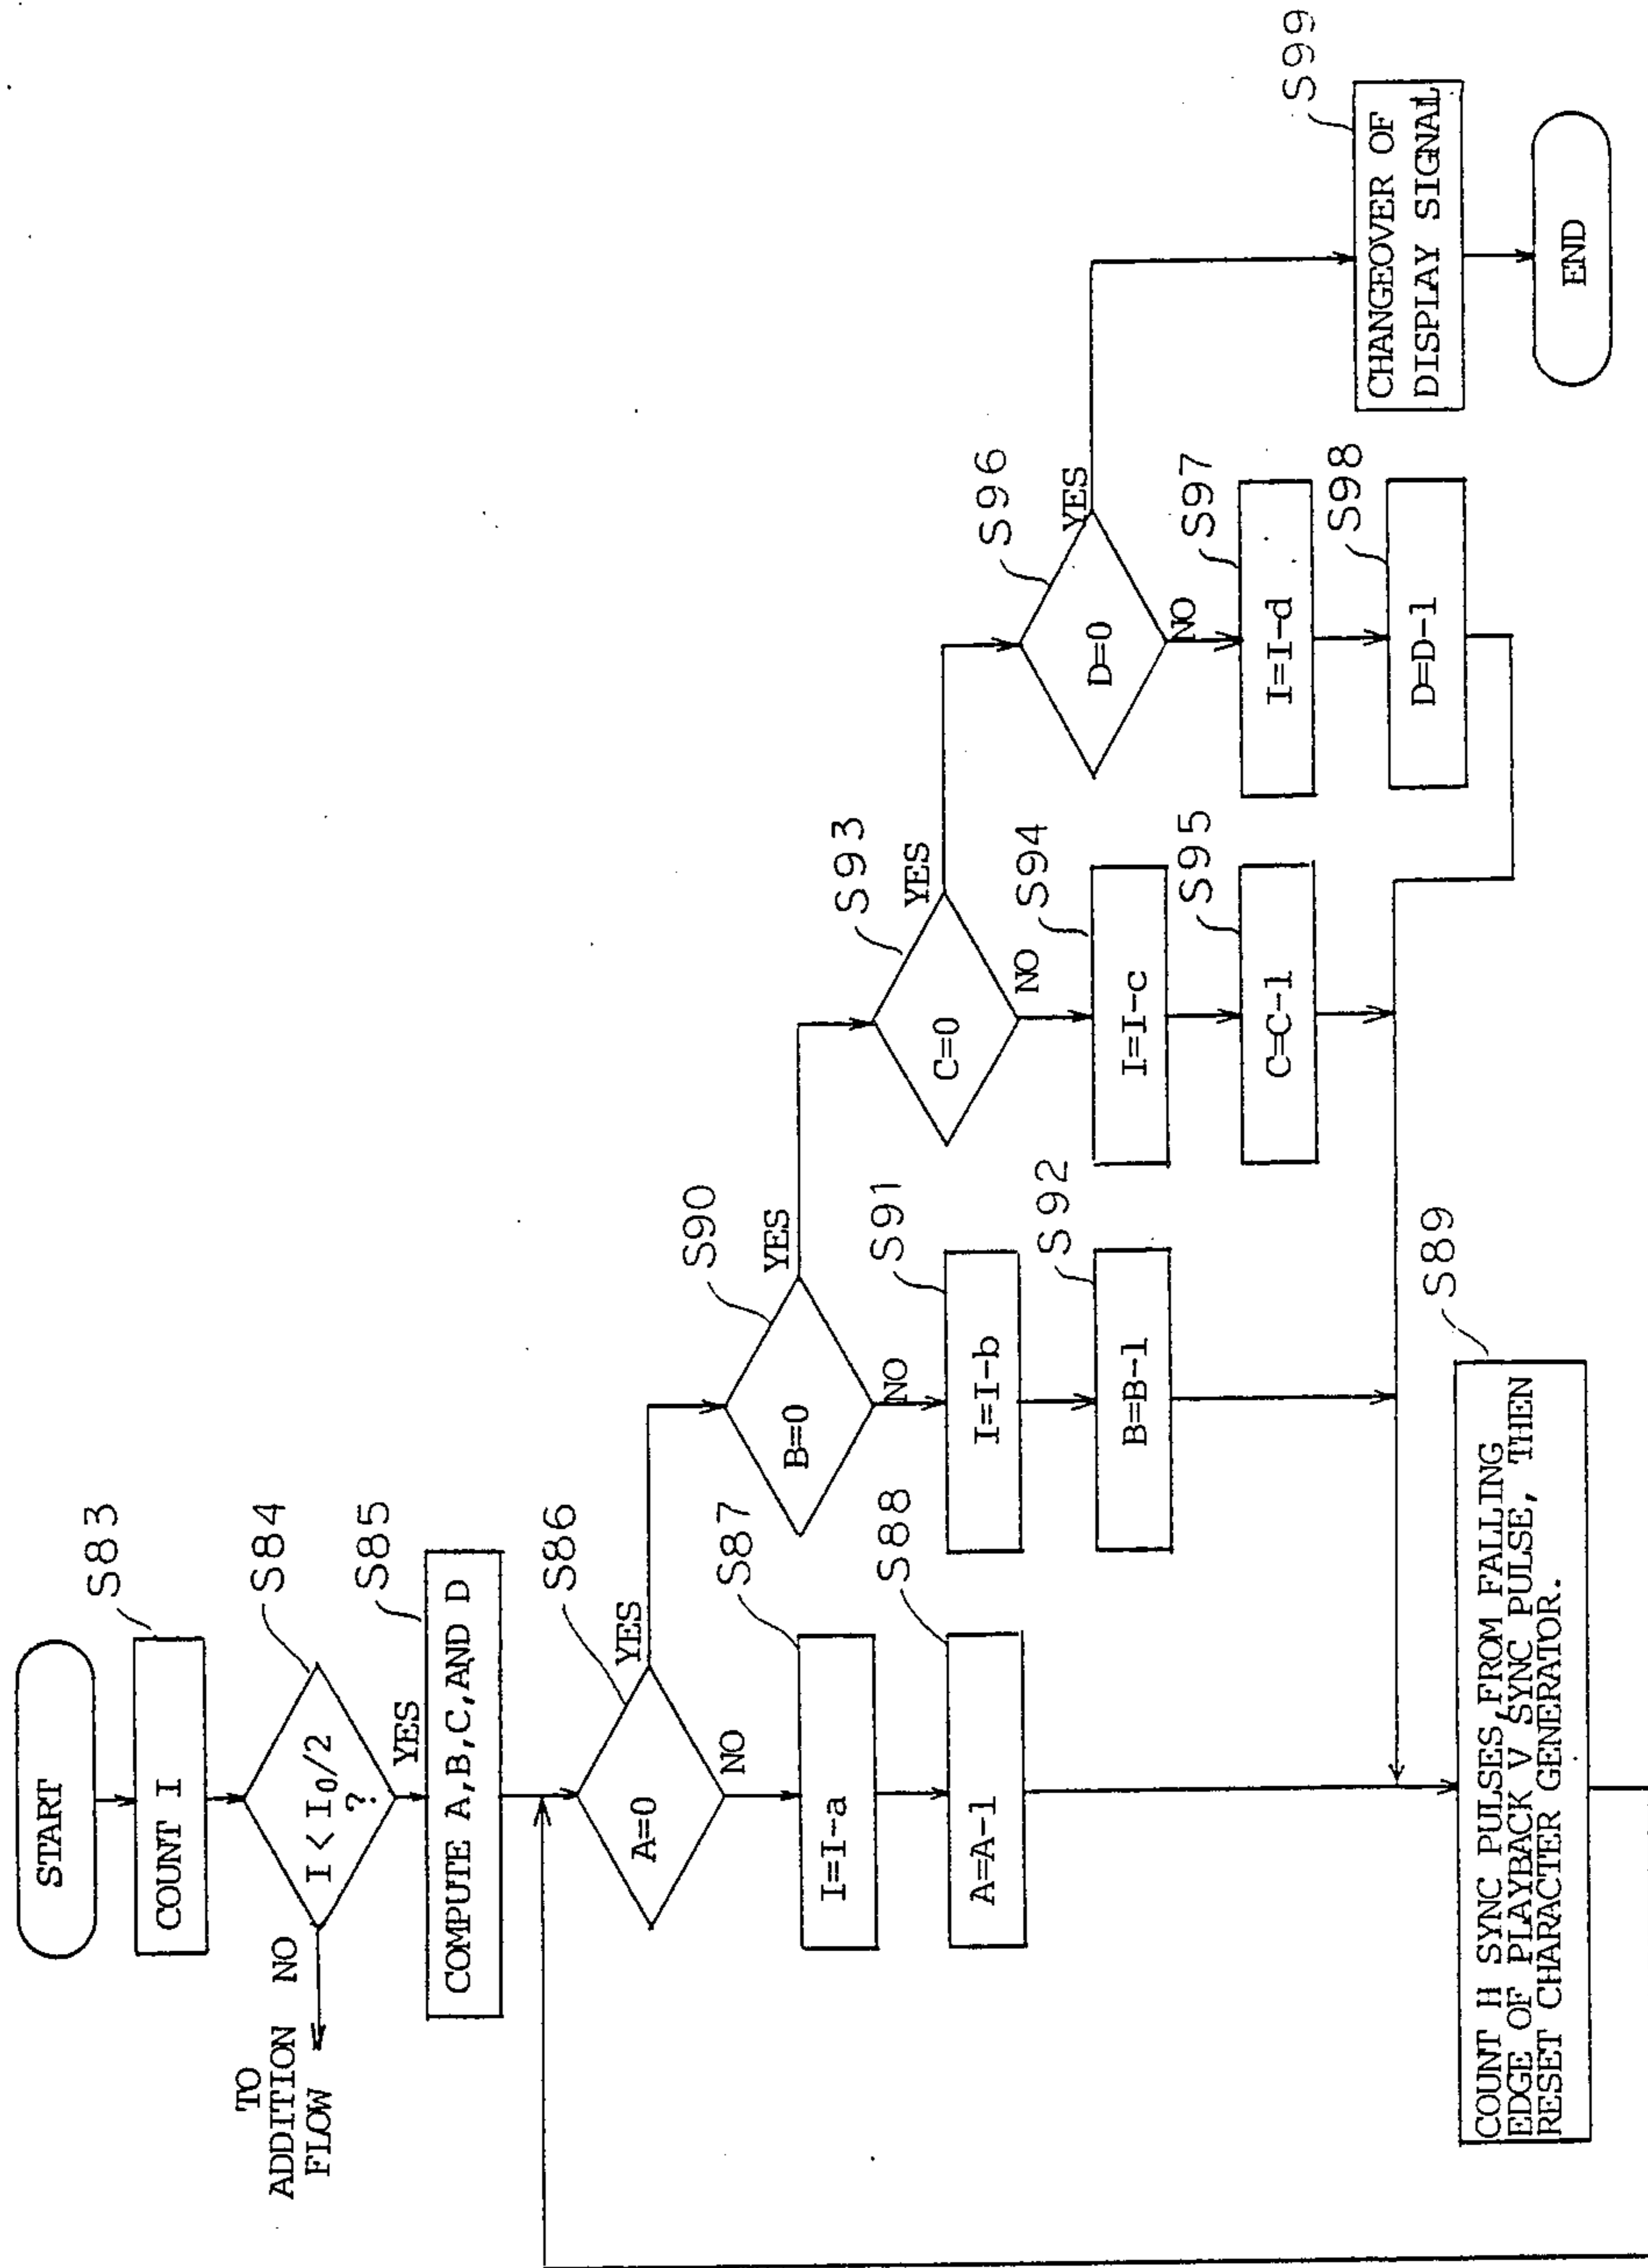 START
COUNT I
S83
I < I0/2
?
S84
NO
TO
ADDITION
FLOW
YES
COMPUTE A,B,C,AND D
S85
A=0
S86
YES
NO
I=I-a
S87
A=A-1
S88
B=0
S90
YES
NO
I=I-b
S91
B=B-1
S92
C=0
S93
YES
NO
I=I-c
S94
C=C-1
S95
D=0
S96
YES
NO
I=I-d
S97
D=D-1
S98
COUNT H SYNC PULSES,FROM FALLING
EDGE OF PLAYBACK V SYNC PULSE, THEN
RESET CHARACTER GENERATOR.
S89
CHANGEOVER OF
DISPLAY SIGNAL
S99
END